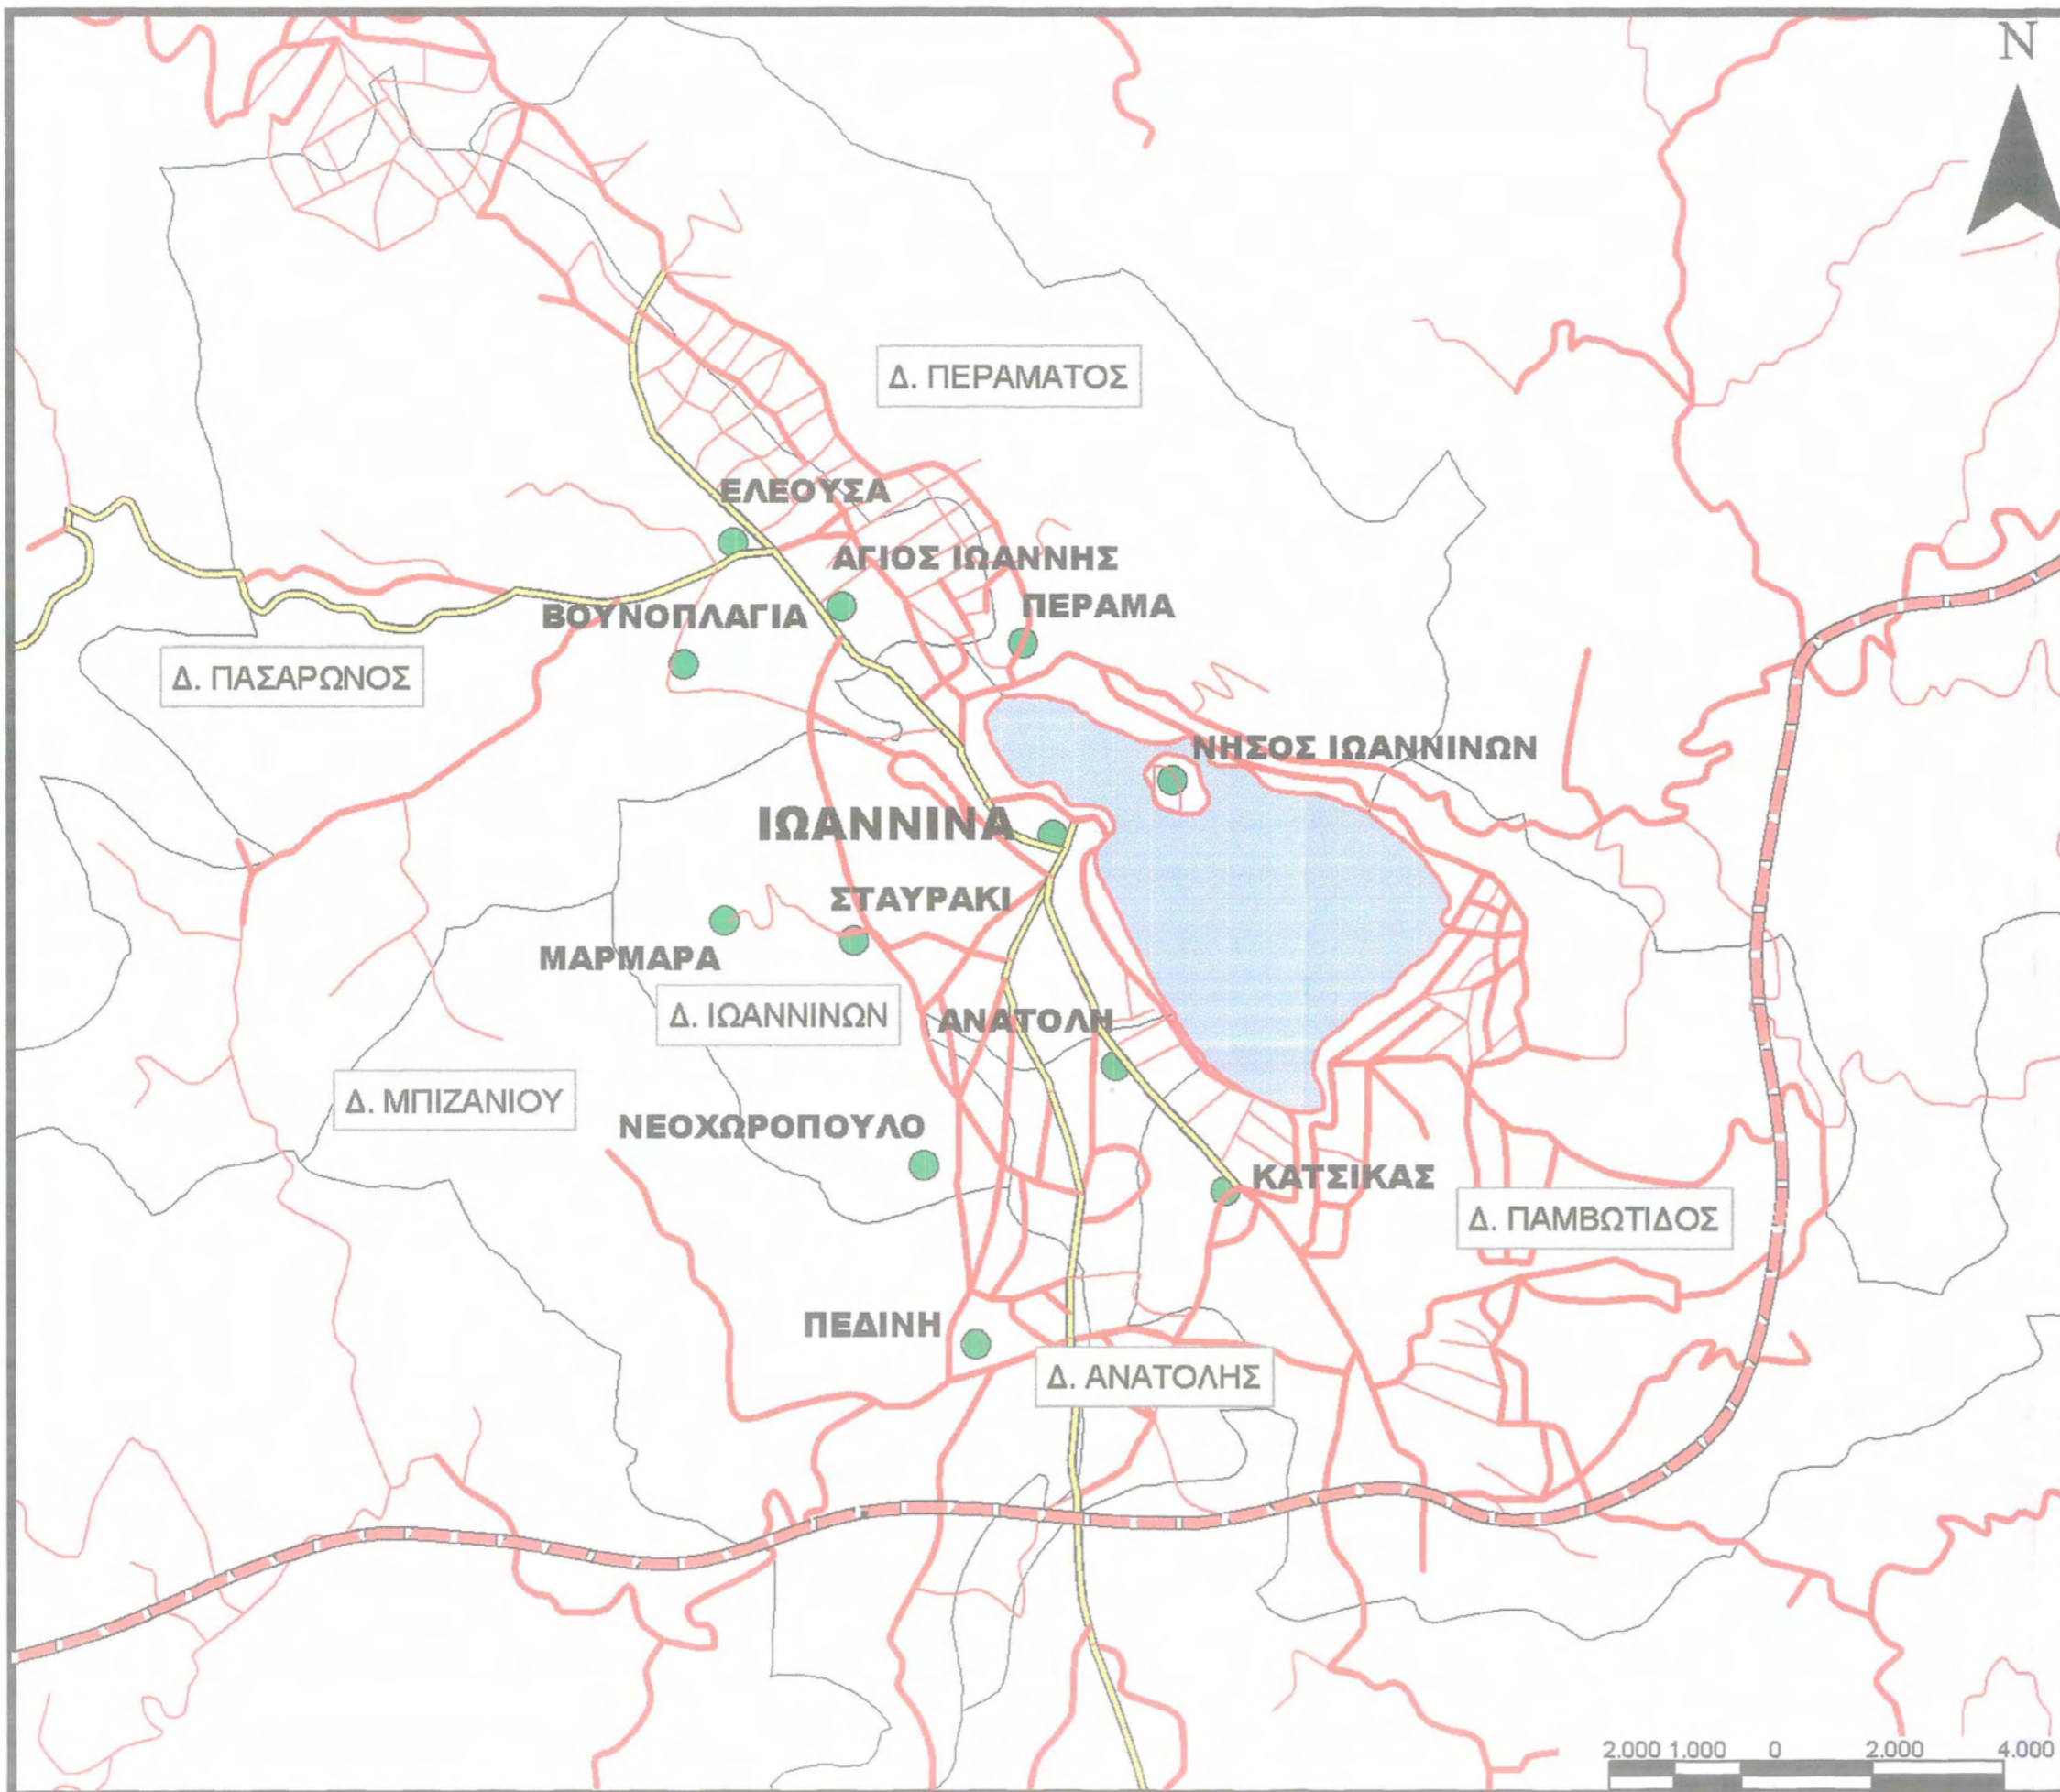 N
Δ. ΠΕΡΑΜΑΤΟΣ
ΕΛΕΟΥΣΑ
ΑΓΙΟΣ ΙΩΑΝΝΗΣ
ΒΟΥΝΟΠΛΑΓΙΑ
ΠΕΡΑΜΑ
Δ. ΠΑΣΑΡΩΝΟΣ
ΝΗΣΟΣ ΙΩΑΝΝΙΝΩΝ
ΙΩΑΝΝΙΝΑ
ΣΤΑΥΡΑΚΙ
ΜΑΡΜΑΡΑ
Δ. ΙΩΑΝΝΙΝΩΝ
ΑΝΑΤΟΛΗ
Δ. ΜΠΙΖΑΝΙΟΥ
ΝΕΟΧΩΡΟΠΟΥΛΟ
ΚΑΤΣΙΚΑΣ
Δ. ΠΑΜΒΩΤΙΔΟΣ
ΠΕΔΙΝΗ
Δ. ΑΝΑΤΟΛΗΣ
2.000 1.000 0 2.000 4.000